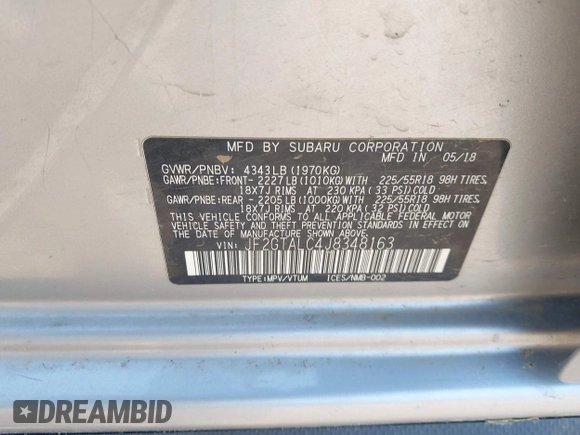 MFD BY SUBARU CORPORATION
MFD IN 05/18
GVWR/PNBV: 4343LB (1970KG)
GAWR/PNBE:FRONT- 2227LB (1010KG)WITH 225/55R18 98H TIRES
18X7J RIMS AT 230 KPA (33 PSI)COLD
GAWR/PNBE:REAR - 2205LB (1000KG)WITH 225/55R18 98H TIRES
18X7J RIMS AT 220 KPA (32 PSI)COLD
THIS VEHICLE CONFORMS TO ALL APPLICABLE FEDERAL MOTOR
VEHICLE SAFETY AND THEFT PREVENTION STANDARDS IN EFFECT
ON THE DATE OF MANUFACTURE SHOWN ABOVE.
VIN: JF2GTALC4J8348163
TYPE:MPV/VTUM ICES/NMB-002
DREAMBID